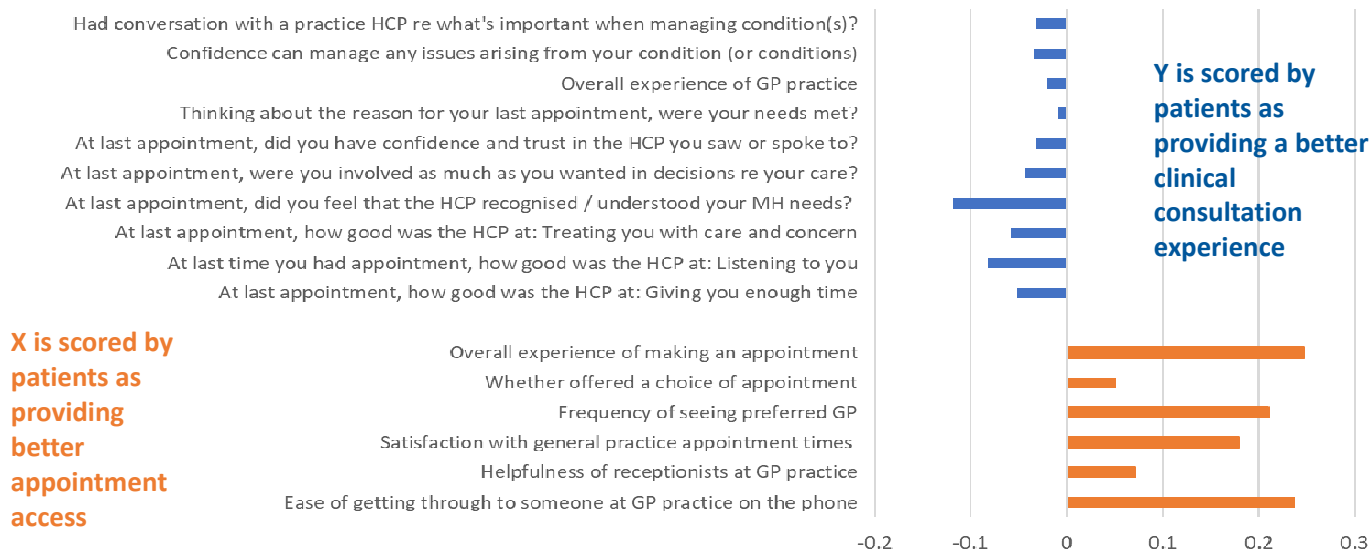 Had conversation with a practice HCP re what's important when managing condition(s)?
Confidence can manage any issues arising from your condition (or conditions)
Overall experience of GP practice
Thinking about the reason for your last appointment, were your needs met?
At last appointment, did you have confidence and trust in the HCP you saw or spoke to?
At last appointment, were you involved as much as you wanted in decisions re your care?
At last appointment, did you feel that the HCP recognised / understood your MH needs?
At last appointment, how good was the HCP at: Treating you with care and concern
At last time you had appointment, how good was the HCP at: Listening to you
At last appointment, how good was the HCP at: Giving you enough time
Y is scored by
patients as
providing a better
clinical
consultation
experience
X is scored by
patients as
providing
better
appointment
access
Overall experience of making an appointment
Whether offered a choice of appointment
Frequency of seeing preferred GP
Satisfaction with general practice appointment times
Helpfulness of receptionists at GP practice
Ease of getting through to someone at GP practice on the phone
-0.2 -0.1 0 0.1 0.2 0.3